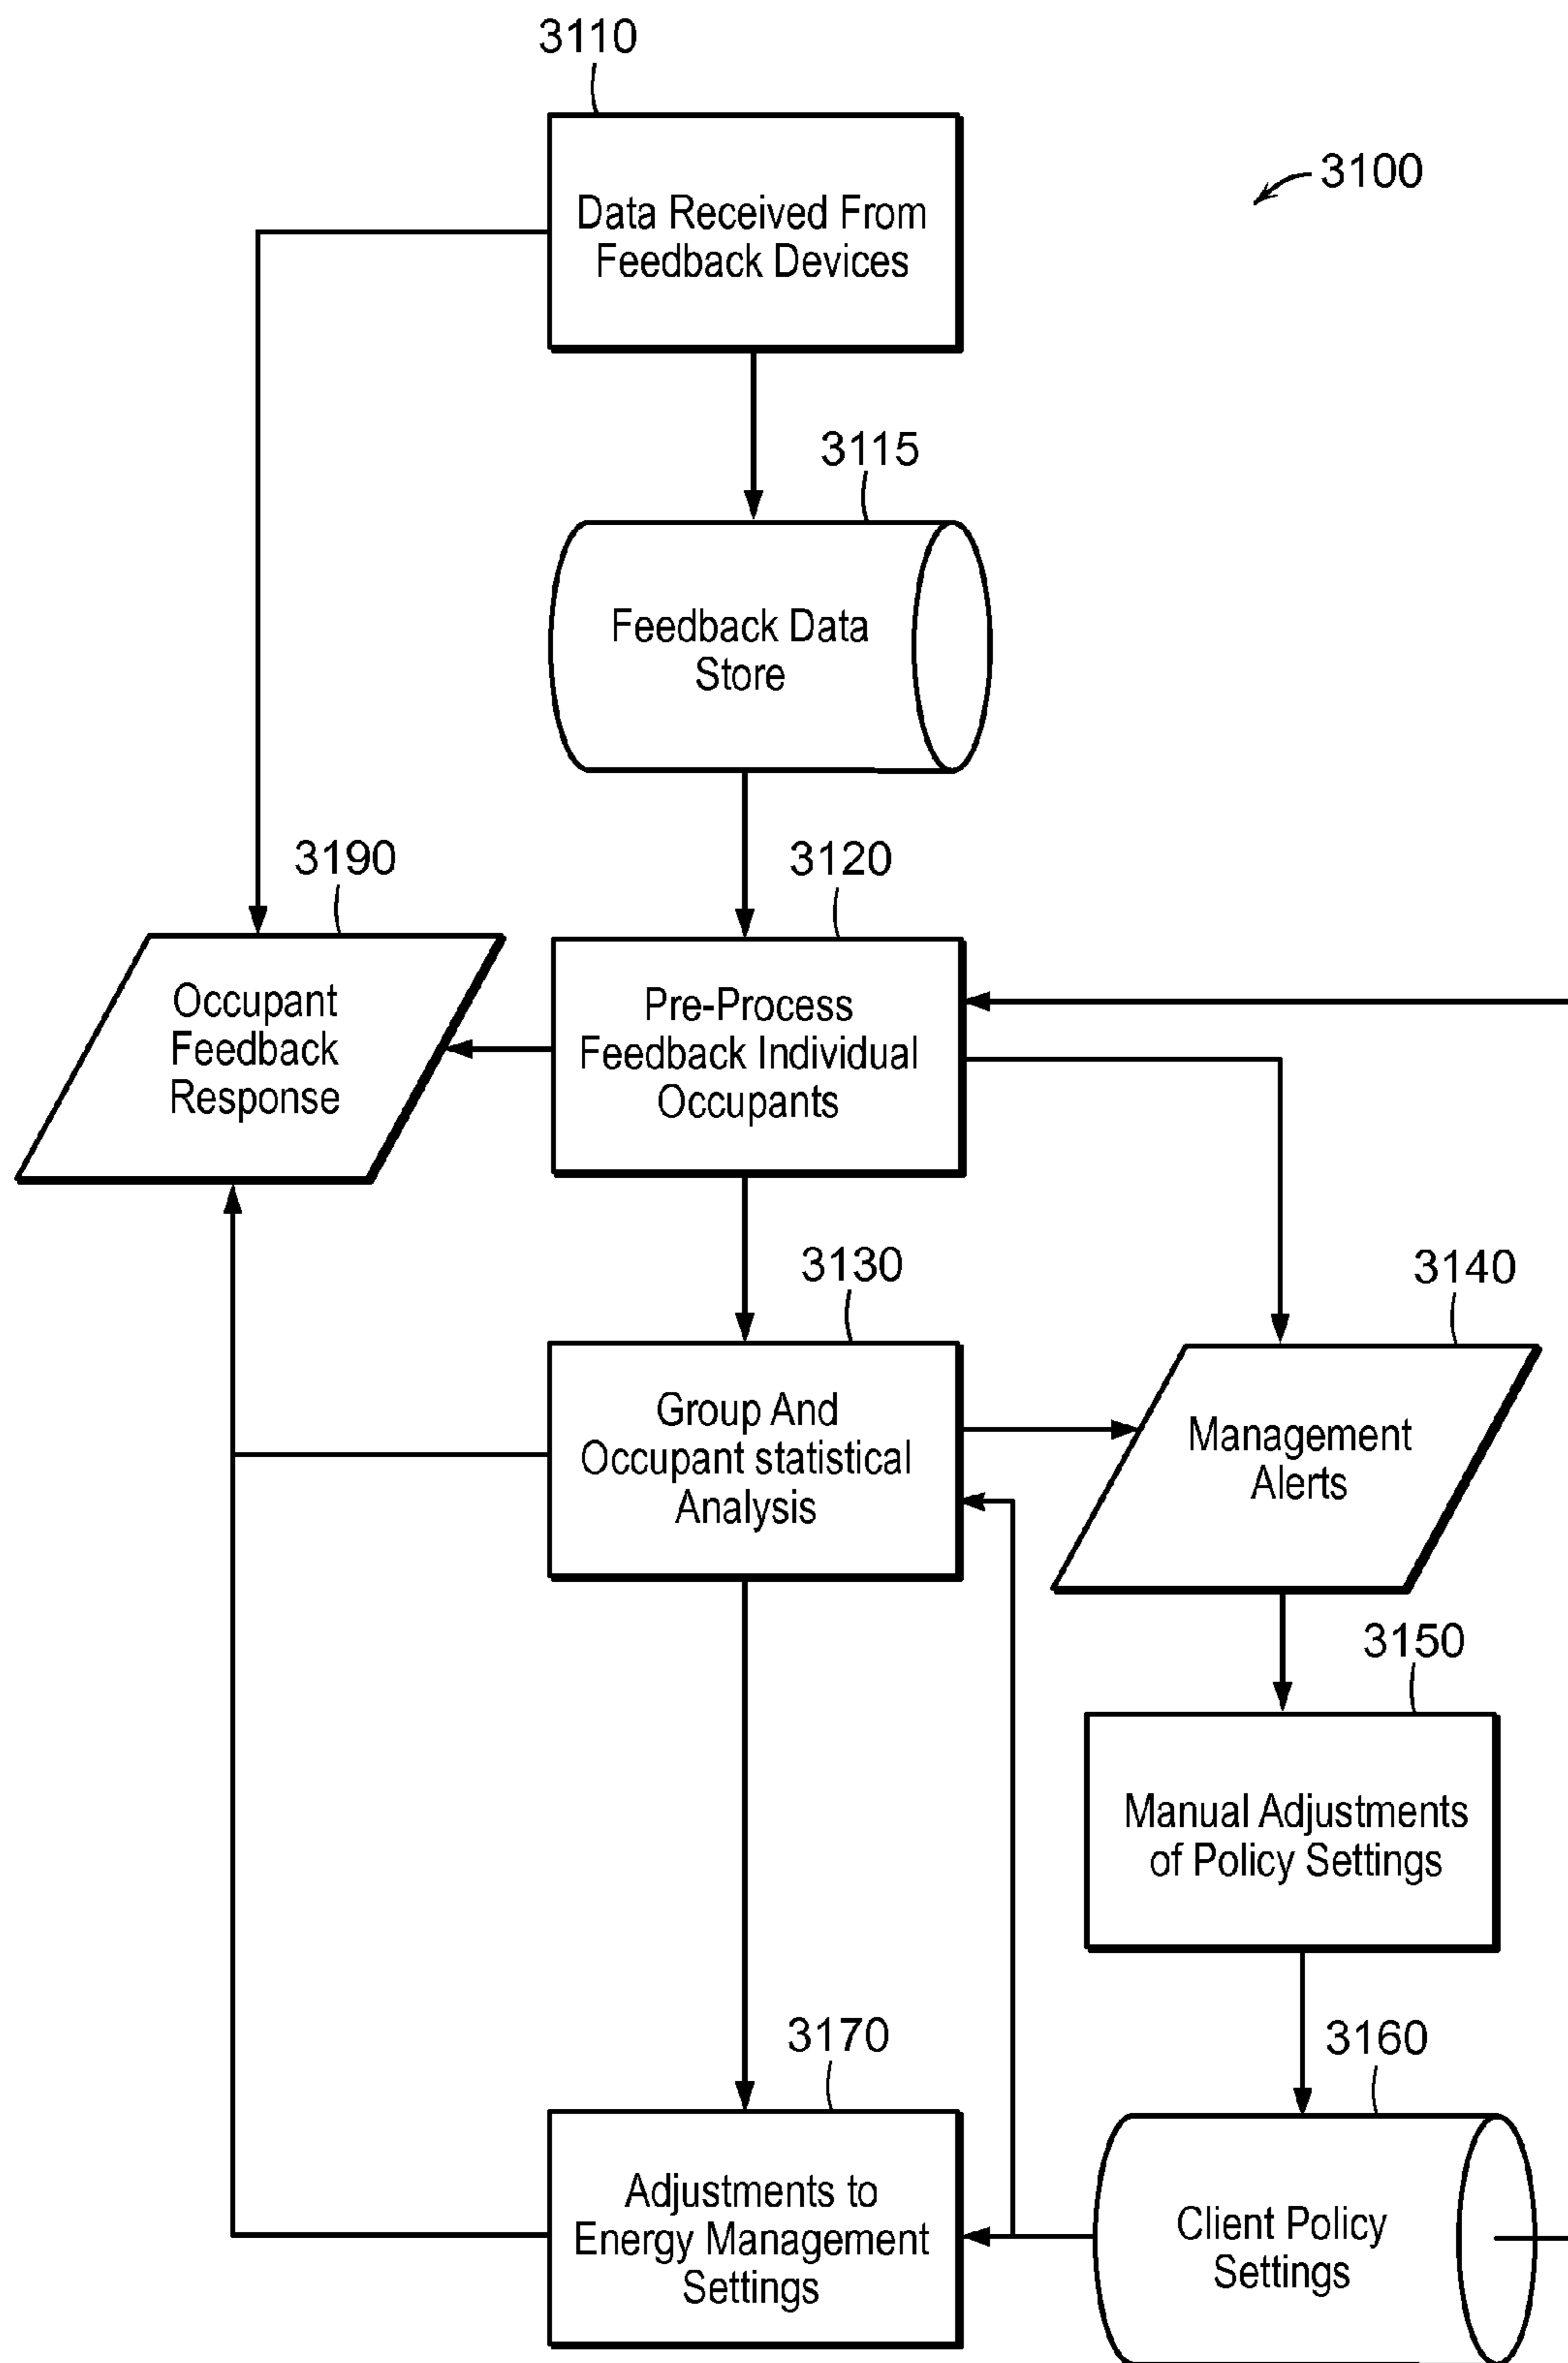 3110
3100
Data Received From
Feedback Devices
3115
Feedback Data
Store
3190
3120
Occupant
Feedback
Response
Pre-Process
Feedback Individual
Occupants
3130
3140
Group And
Occupant statistical
Analysis
Management
Alerts
3150
Manual Adjustments
of Policy Settings
3170
3160
Adjustments to
Energy Management
Settings
Client Policy
Settings